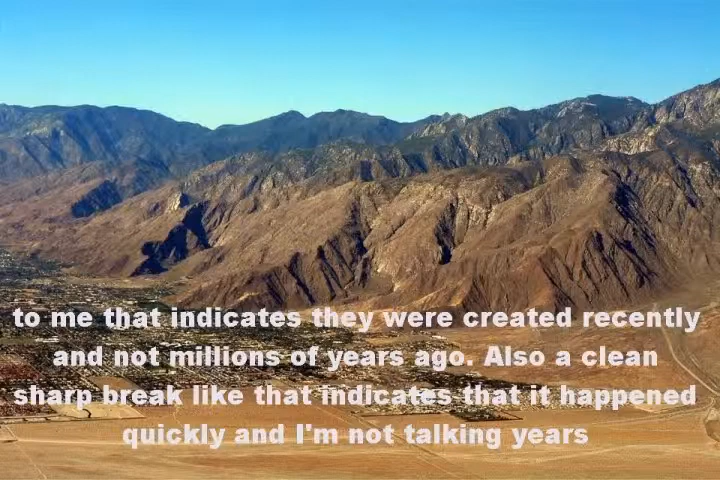 to me that indicates they were created recently
and not millions of years ago. Also a clean
sharp break like that indicates that it happened
quickly and I'm not talking years